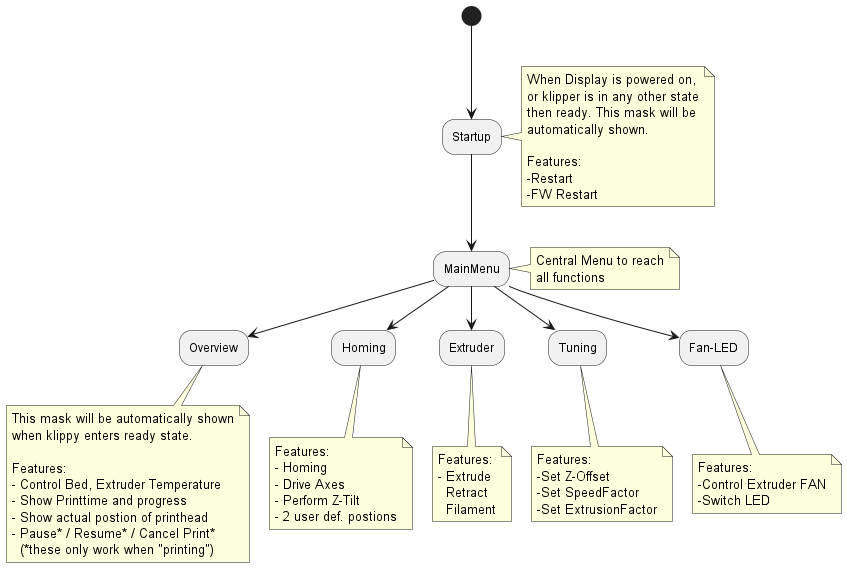 When Display is powered on,
or klipper is in any other state
then ready. This mask will be
automatically shown.
Features:
-Restart
-FW Restart
Startup
MainMenu
Central Menu to reach
all functions
Overview
Homing
Extruder
Tuning
Fan-LED
This mask will be automatically shown
when klippy enters ready state.
Features:
- Control Bed, Extruder Temperature
- Show Printtime and progress
- Show actual postion of printhead
- Pause* / Resume* / Cancel Print*
(*these only work when "printing")
Features:
- Homing
- Drive Axes
- Perform Z-Tilt
- 2 user def. postions
Features:
- Extrude
Retract
Filament
Features:
-Set Z-Offset
-Set SpeedFactor
-Set ExtrusionFactor
Features:
-Control Extruder FAN
-Switch LED